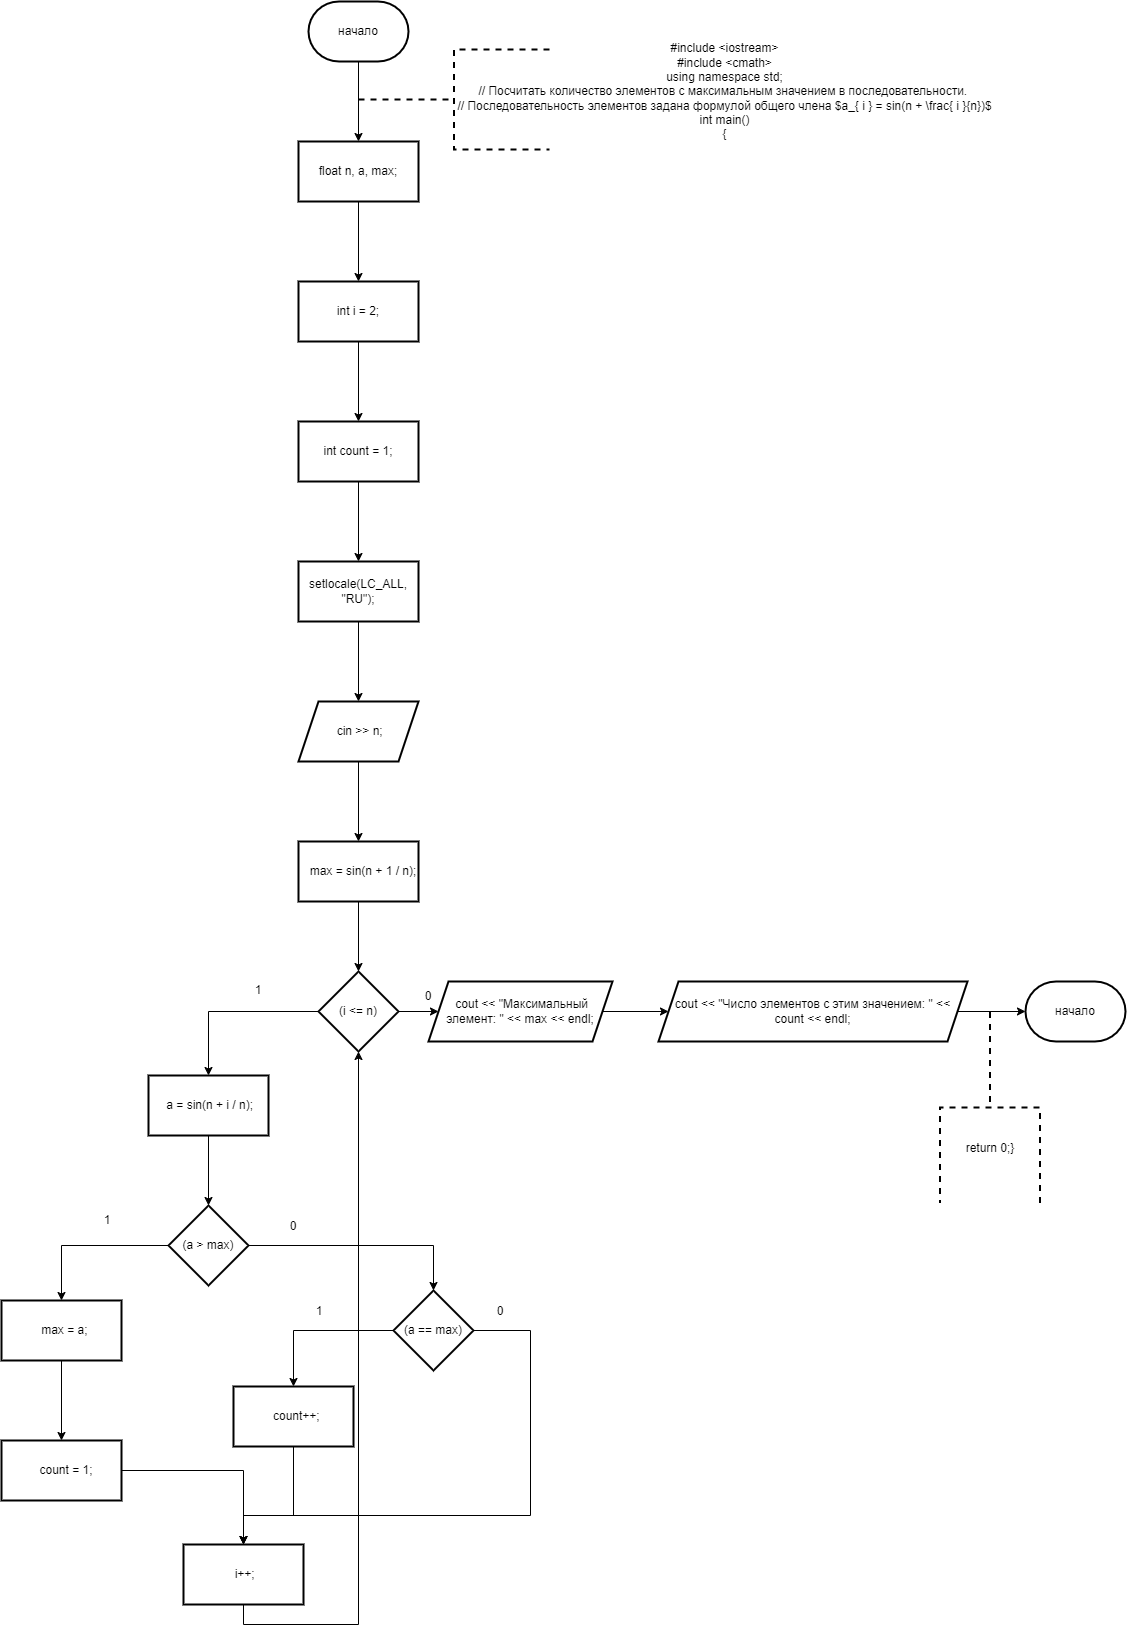 начало
#include <iostream>
#include <cmath>
using namespace std;
// Посчитать количество элементов с максимальным значением в последовательности.
// Последовательность элементов задана формулой общего члена $a_{ i } = sin(n + \frac{ i }{n})$
int main()
{
float n, a, max;
int i = 2;
int count = 1;
setlocale(LC_ALL,
"RU");
cin >> n;
max = sin(n + 1 / n);
(i <= n)
1
0
cout << "Максимальный
элемент: " << max << endl;
cout << "Число элементов с этим значением: " <<
count << endl;
начало
return 0;}
a = sin(n + i / n);
(a > max)
1
0
max = a;
count = 1;
(a == max)
1
0
count++;
i++;